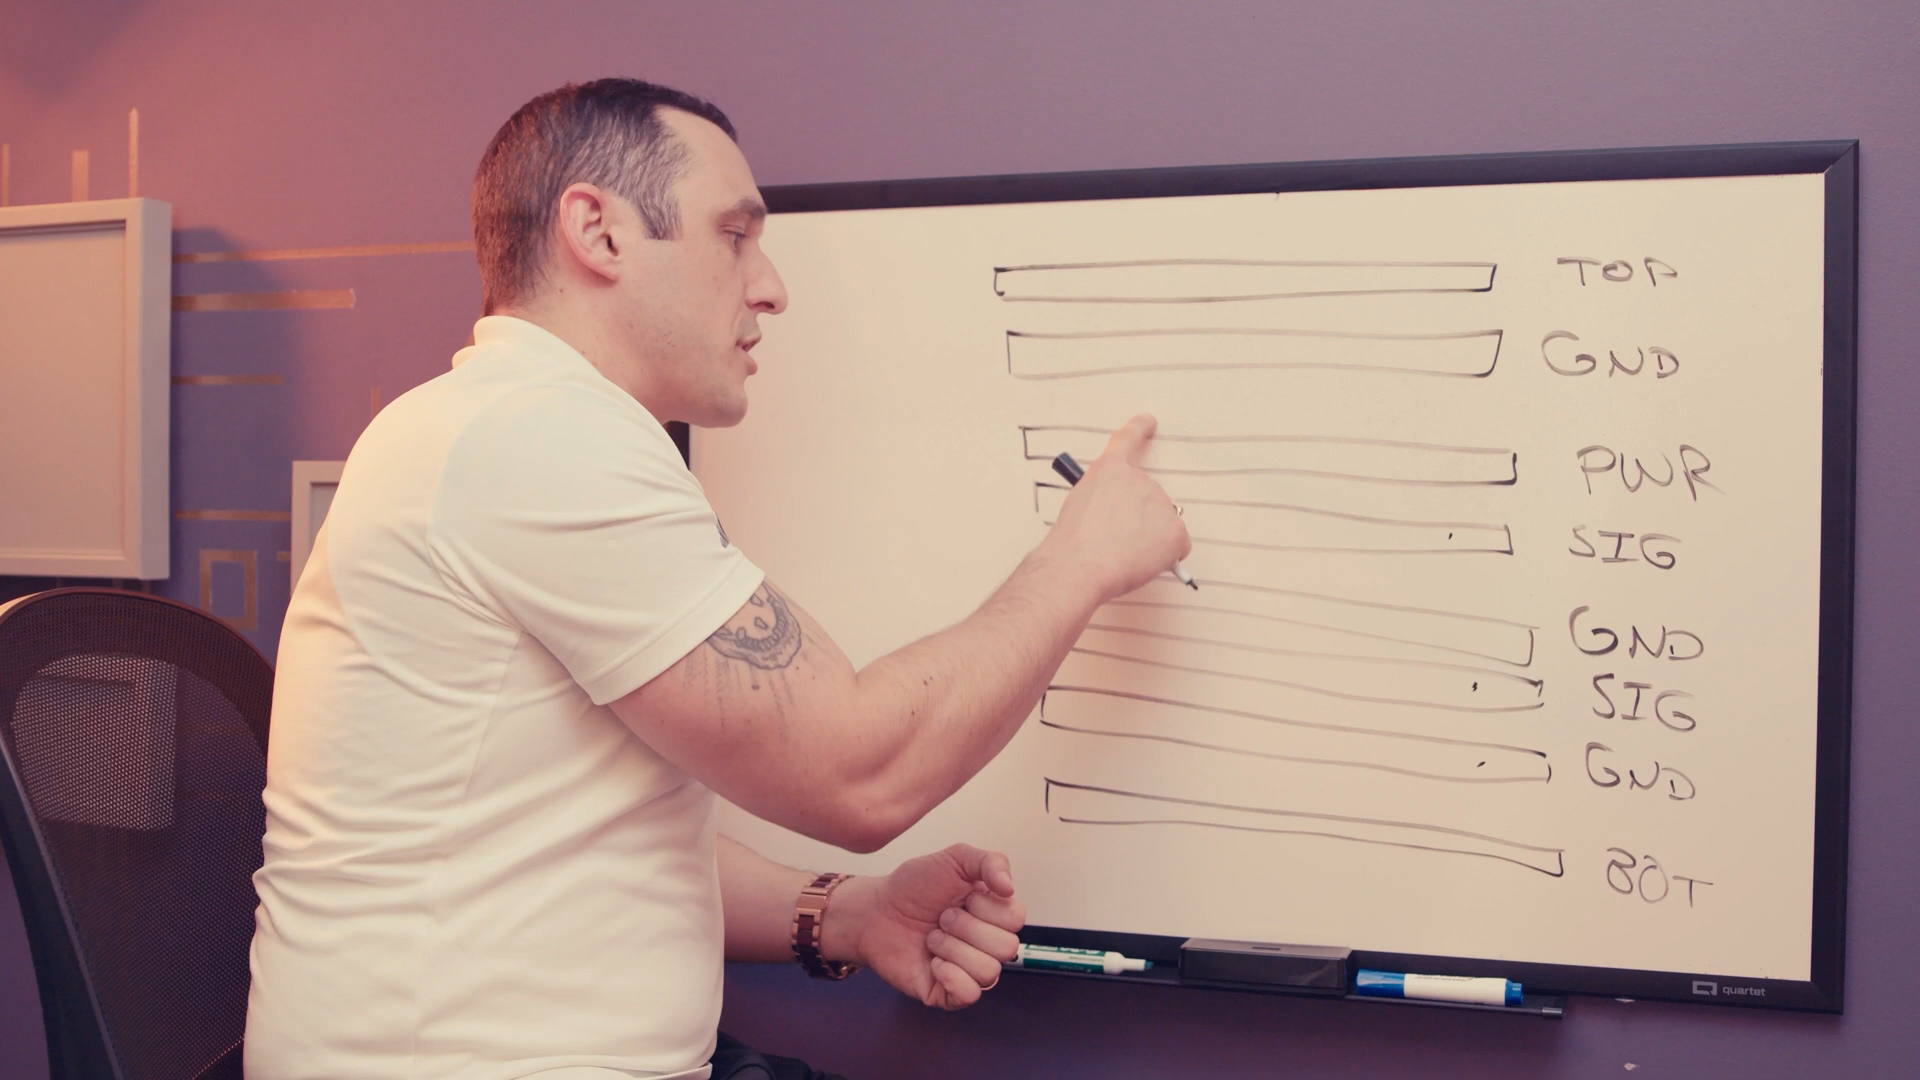 TOP
GND
PWR
SIG
GND
SIG
GND
BOT
quartet